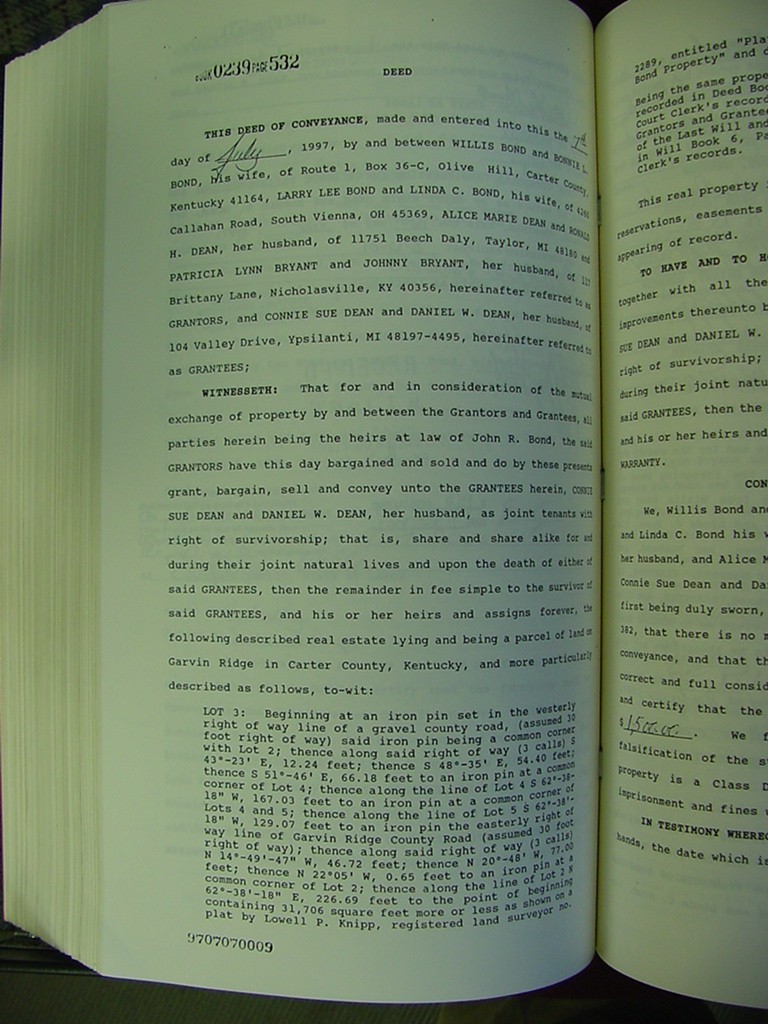 BOOK 0239 PAGE 532
DEED
THIS DEED OF CONVEYANCE, made and entered into this the 7th
day of July, 1997, by and between WILLIS BOND and BONNIE L.
BOND, his wife, of Route 1, Box 36-C, Olive Hill, Carter County,
Kentucky 41164, LARRY LEE BOND and LINDA C. BOND, his wife, of 4260
Callahan Road, South Vienna, OH 45369, ALICE MARIE DEAN and RONALD
H. DEAN, her husband, of 11751 Beech Daly, Taylor, MI 48180 and
PATRICIA LYNN BRYANT and JOHNNY BRYANT, her husband, of 117
Brittany Lane, Nicholasville, KY 40356, hereinafter referred to as
GRANTORS, and CONNIE SUE DEAN and DANIEL W. DEAN, her husband, of
104 Valley Drive, Ypsilanti, MI 48197-4495, hereinafter referred to
as GRANTEES;
WITNESSETH: That for and in consideration of the mutual
exchange of property by and between the Grantors and Grantees, all
parties herein being the heirs at law of John R. Bond, the said
GRANTORS have this day bargained and sold and do by these presents
grant, bargain, sell and convey unto the GRANTEES herein, CONNIE
SUE DEAN and DANIEL W. DEAN, her husband, as joint tenants with
right of survivorship; that is, share and share alike for and
during their joint natural lives and upon the death of either of
said GRANTEES, then the remainder in fee simple to the survivor of
said GRANTEES, and his or her heirs and assigns forever, the
following described real estate lying and being a parcel of land on
Garvin Ridge in Carter County, Kentucky, and more particularly
described as follows, to-wit:
LOT 3: Beginning at an iron pin set in the westerly
right of way line of a gravel county road, (assumed 30
foot right of way) said iron pin being a common corner
with Lot 2; thence along said right of way (3 calls) S
43°-23' E, 12.24 feet; thence S 48°-35' E, 54.40 feet;
thence S 51°-46' E, 66.18 feet to an iron pin at a common
corner of Lot 4; thence along the line of Lot 4 S 62°-38'-
18" W, 167.03 feet to an iron pin at a common corner of
Lots 4 and 5; thence along the line of Lot 5 S 62°-38'-
18" W, 129.07 feet to an iron pin the easterly right of
way line of Garvin Ridge County Road (assumed 30 foot
right of way); thence along said right of way (3 calls)
N 14°-49'-47" W, 46.72 feet; thence N 20°-48' W, 77.00
feet; thence N 22°05' W, 0.65 feet to an iron pin at a
common corner of Lot 2; thence along the line of Lot 2 N
62°-38'-18" E, 226.69 feet to the point of beginning
containing 31,706 square feet more or less as shown on a
plat by Lowell P. Knipp, registered land surveyor no.
9707070009
2289, entitled "Pla
Bond Property" and
Being the same prope
recorded in Deed Boo
Court Clerk's record
Grantors and Grantee
of the Last Will and
in Will Book 6, Pa
Clerk's records.
This real property
reservations, easements
appearing of record.
TO HAVE AND TO H
together with all the
improvements thereunto b
SUE DEAN and DANIEL W.
right of survivorship;
during their joint natu
said GRANTEES, then the
and his or her heirs and
WARRANTY.
CON
We, Willis Bond an
and Linda C. Bond his w
her husband, and Alice M
Connie Sue Dean and Da
first being duly sworn,
382, that there is no m
conveyance, and that th
correct and full consid
and certify that the
$1,500.00. We f
falsification of the s
property is a Class D
imprisonment and fines
IN TESTIMONY WHEREO
hands, the date which is